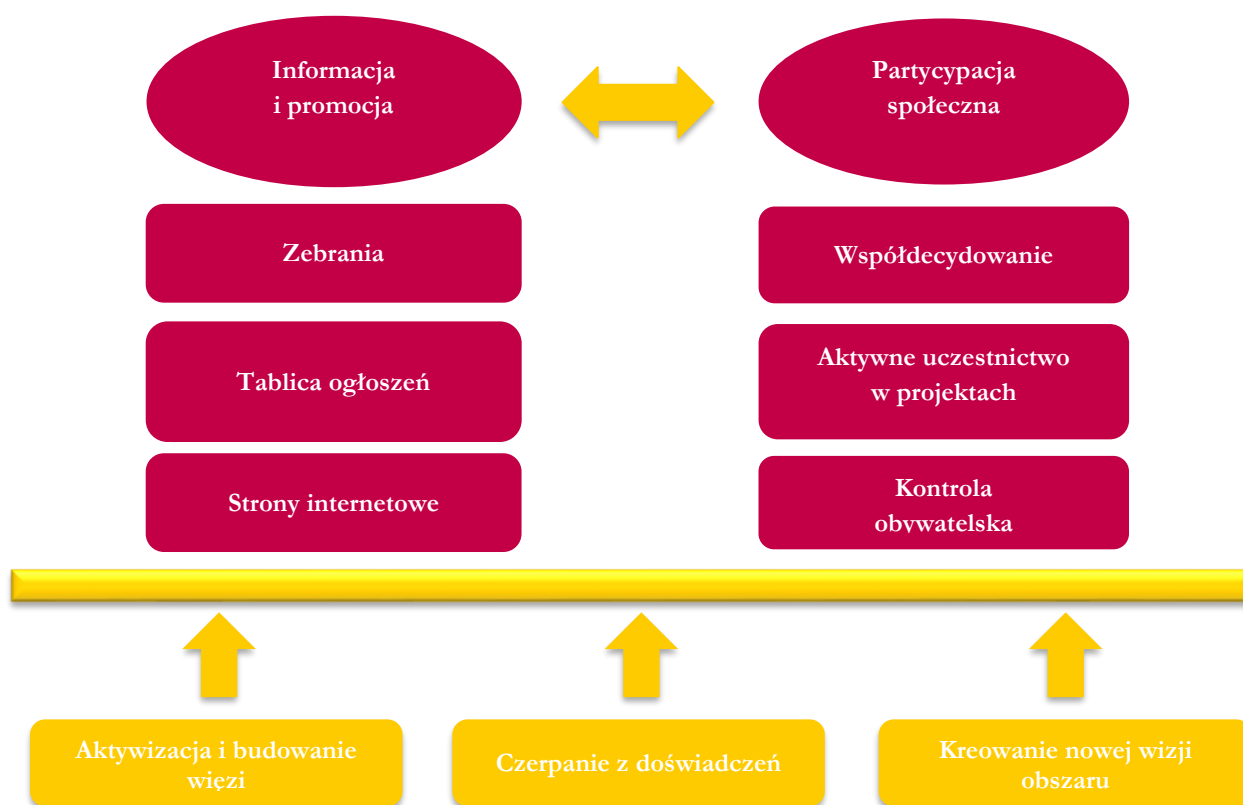 Informacja
i promocja
Partycypacja
społeczna
Zebrania
Współdecydowanie
Tablica ogłoszeń
Aktywne uczestnictwo
w projektach
Strony internetowe
Kontrola
obywatelska
Aktywizacja i budowanie
więzi
Czerpanie z doświadczeń
Kreowanie nowej wizji
obszaru